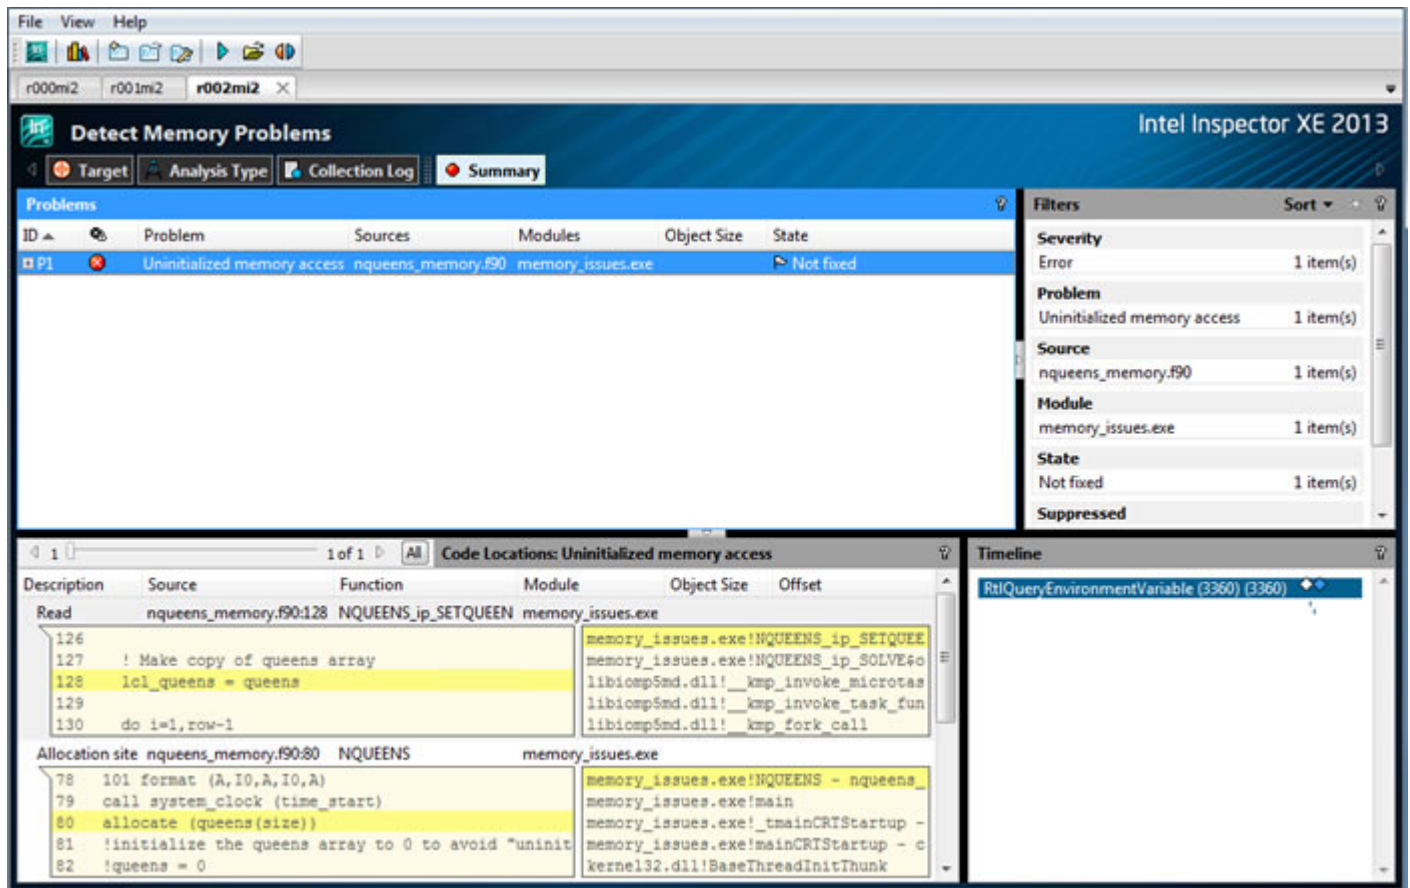 File View Help
r000mi2 r001mi2 r002mi2
Detect Memory Problems
Intel Inspector XE 2013
Target Analysis Type Collection Log Summary
Problems
ID Problem Sources Modules Object Size State
P1 Uninitialized memory access nqueens_memory.f90 memory_issues.exe Not fixed
Filters Sort
Severity
Error 1 item(s)
Problem
Uninitialized memory access 1 item(s)
Source
nqueens_memory.f90 1 item(s)
Module
memory_issues.exe 1 item(s)
State
Not fixed 1 item(s)
Suppressed
1 1 of 1 All Code Locations: Uninitialized memory access
Description Source Function Module Object Size Offset
Read nqueens_memory.f90:128 NQUEENS_ip_SETQUEEN memory_issues.exe
126
127 ! Make copy of queens array
128 lcl_queens = queens
129
130 do i=1,row-1
memory_issues.exe!NQUEENS_ip_SETQUEE
memory_issues.exe!NQUEENS_ip_SOLVE$o
libiomp5md.dll!__kmp_invoke_microtas
libiomp5md.dll!__kmp_invoke_task_fun
libiomp5md.dll!__kmp_fork_call
Allocation site nqueens_memory.f90:80 NQUEENS memory_issues.exe
78 101 format (A,I0,A,I0,A)
79 call system_clock (time_start)
80 allocate (queens(size))
81 !initialize the queens array to 0 to avoid "uninit
82 !queens = 0
memory_issues.exe!NQUEENS - nqueens_
memory_issues.exe!main
memory_issues.exe!_tmainCRTStartup -
memory_issues.exe!mainCRTStartup - c
kernel32.dll!BaseThreadInitThunk
Timeline
RtlQueryEnvironmentVariable (3360) (3360)